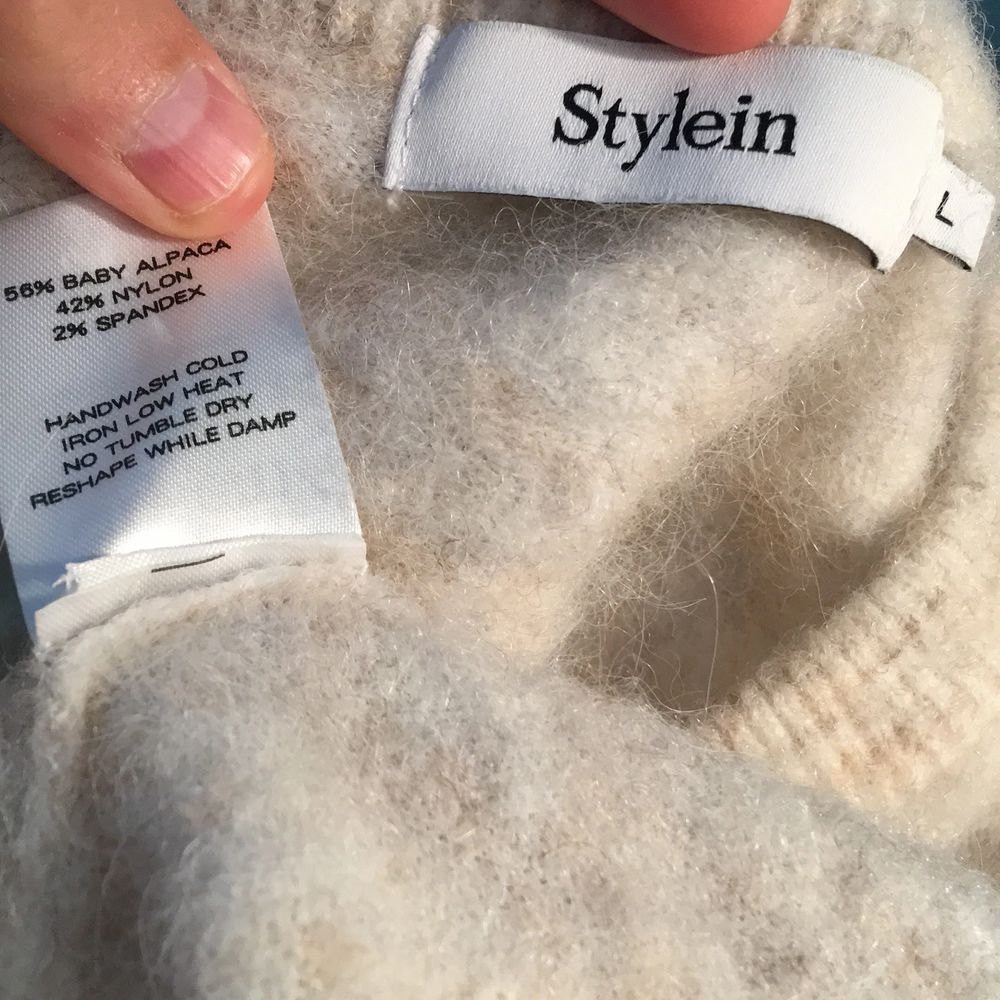 Stylein
L
56% BABY ALPACA
42% NYLON
2% SPANDEX
HANDWASH COLD
IRON LOW HEAT
NO TUMBLE DRY
RESHAPE WHILE DAMP